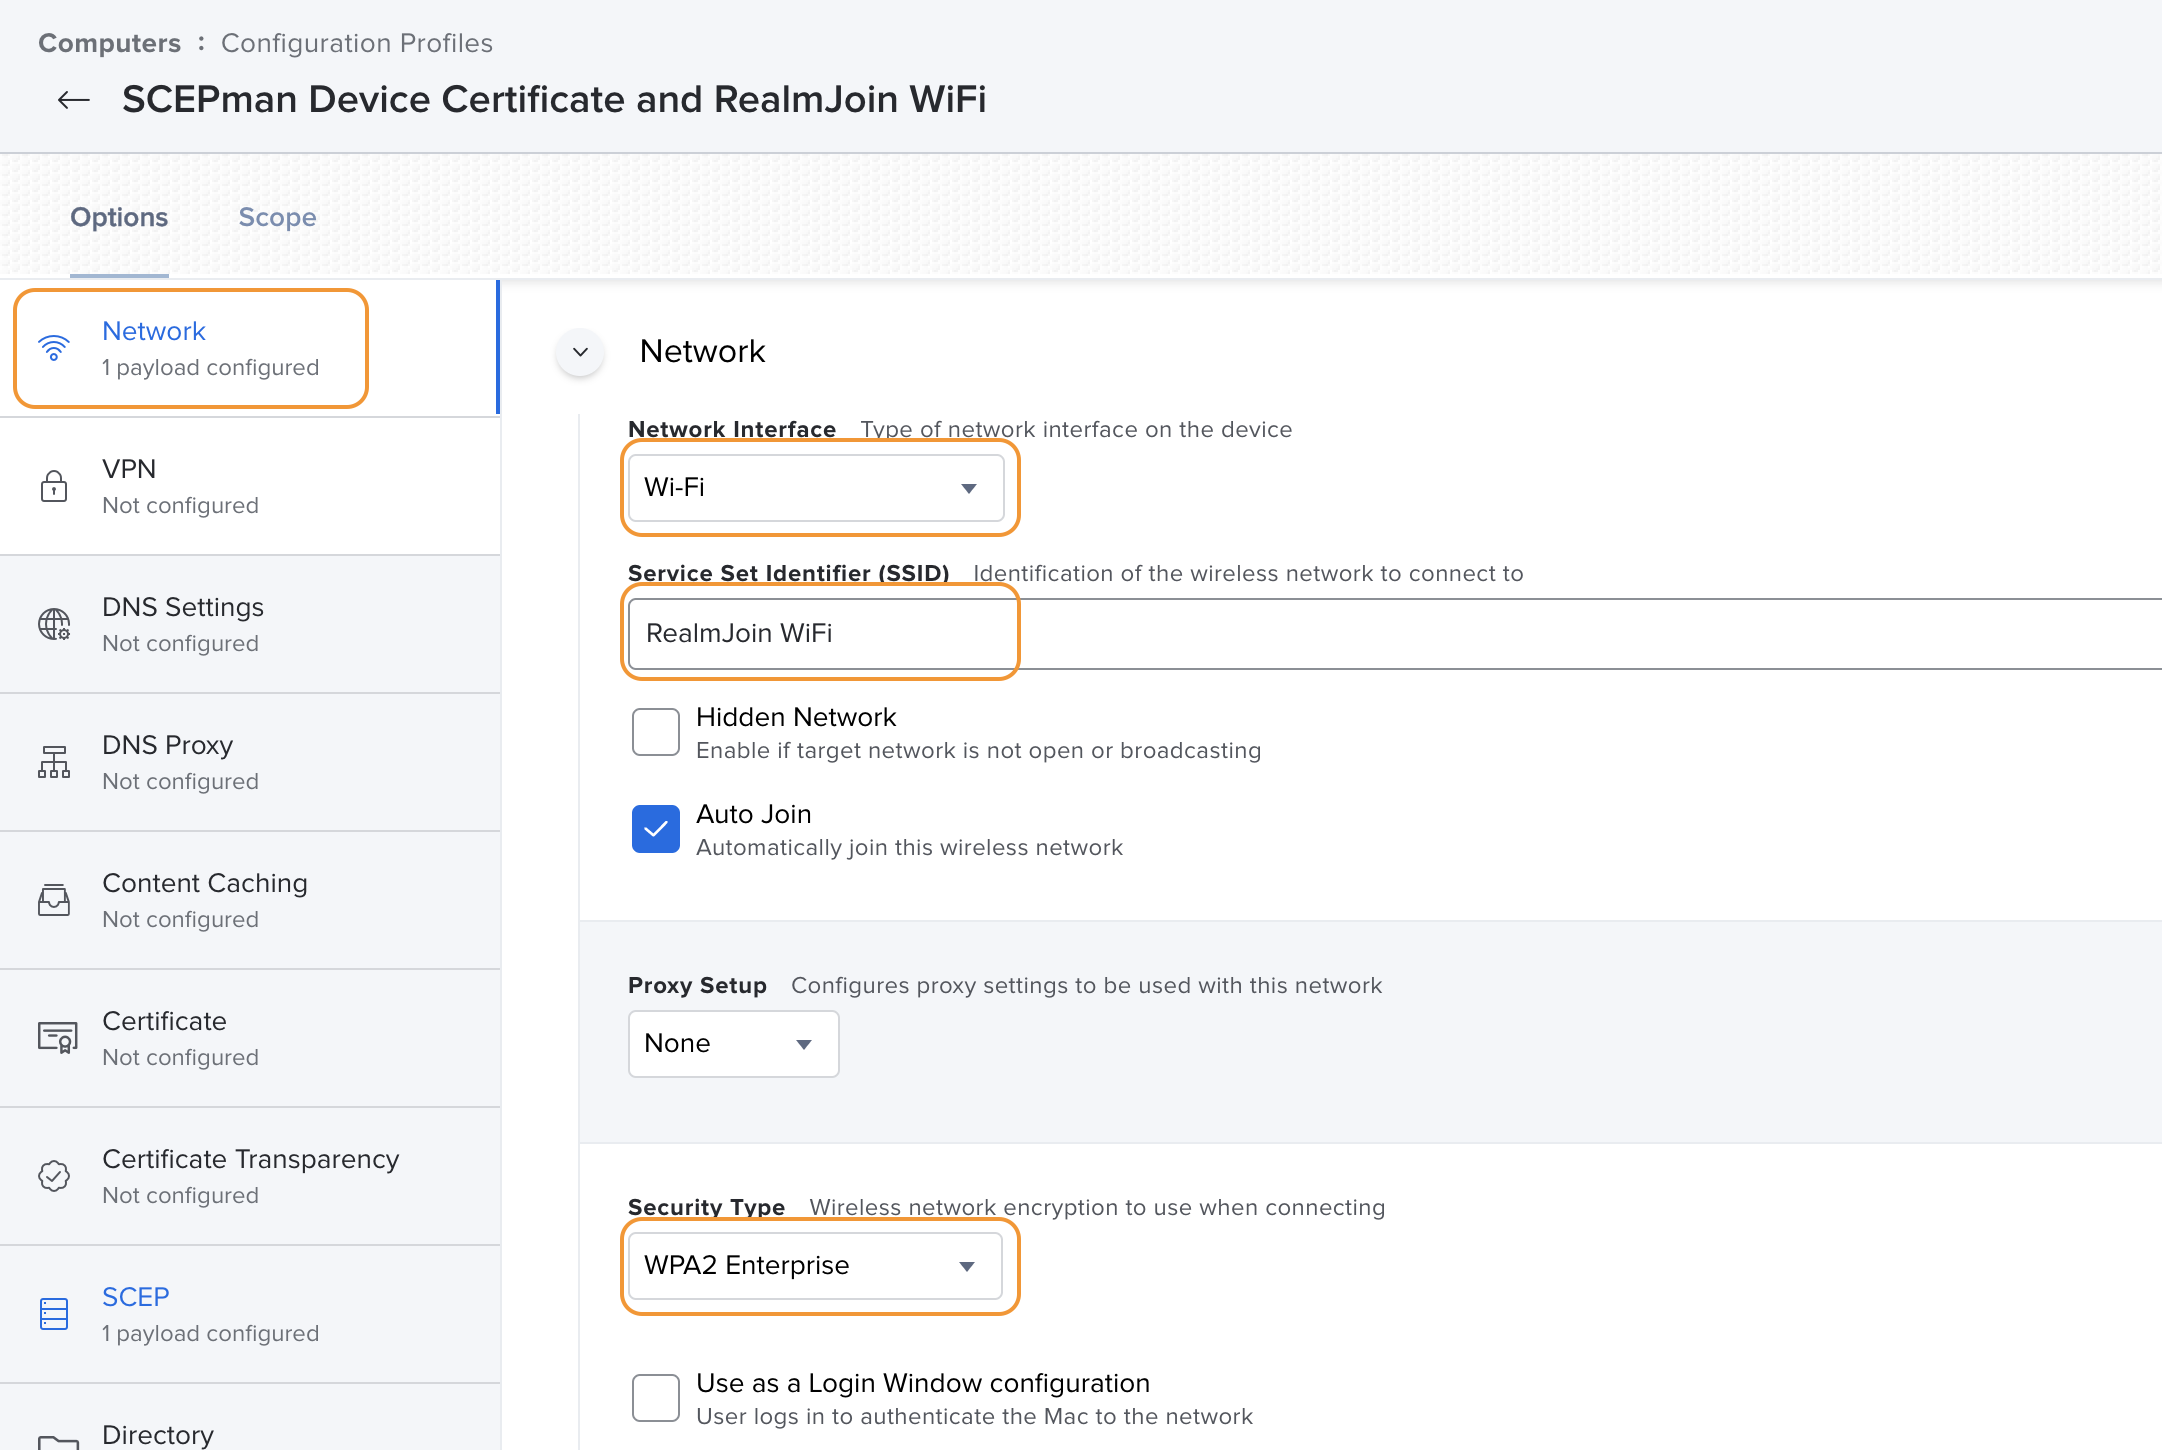 Computers : Configuration Profiles
← SCEPman Device Certificate and RealmJoin WiFi
Options Scope
Network
1 payload configured
VPN
Not configured
DNS Settings
Not configured
DNS Proxy
Not configured
Content Caching
Not configured
Certificate
Not configured
Certificate Transparency
Not configured
SCEP
1 payload configured
Directory
Network
Network Interface Type of network interface on the device
Wi-Fi
Service Set Identifier (SSID) Identification of the wireless network to connect to
RealmJoin WiFi
Hidden Network
Enable if target network is not open or broadcasting
Auto Join
Automatically join this wireless network
Proxy Setup Configures proxy settings to be used with this network
None
Security Type Wireless network encryption to use when connecting
WPA2 Enterprise
Use as a Login Window configuration
User logs in to authenticate the Mac to the network